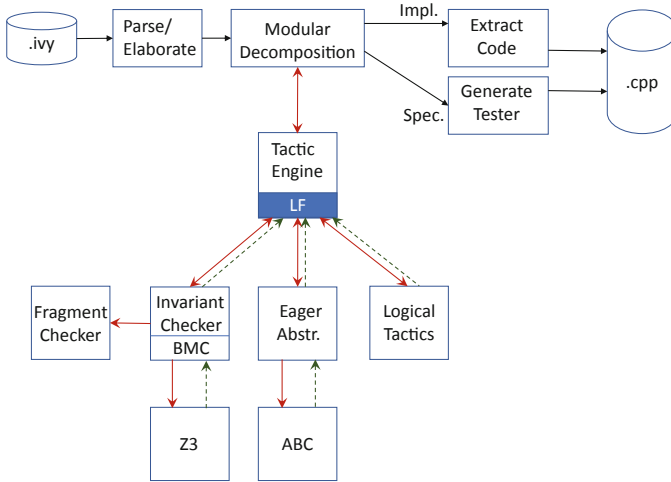 .ivy
Parse/
Elaborate
Modular
Decomposition
Impl.
Extract
Code
Spec.
Generate
Tester
.cpp
Tactic
Engine
LF
Fragment
Checker
Invariant
Checker
BMC
Eager
Abstr.
Logical
Tactics
Z3
ABC